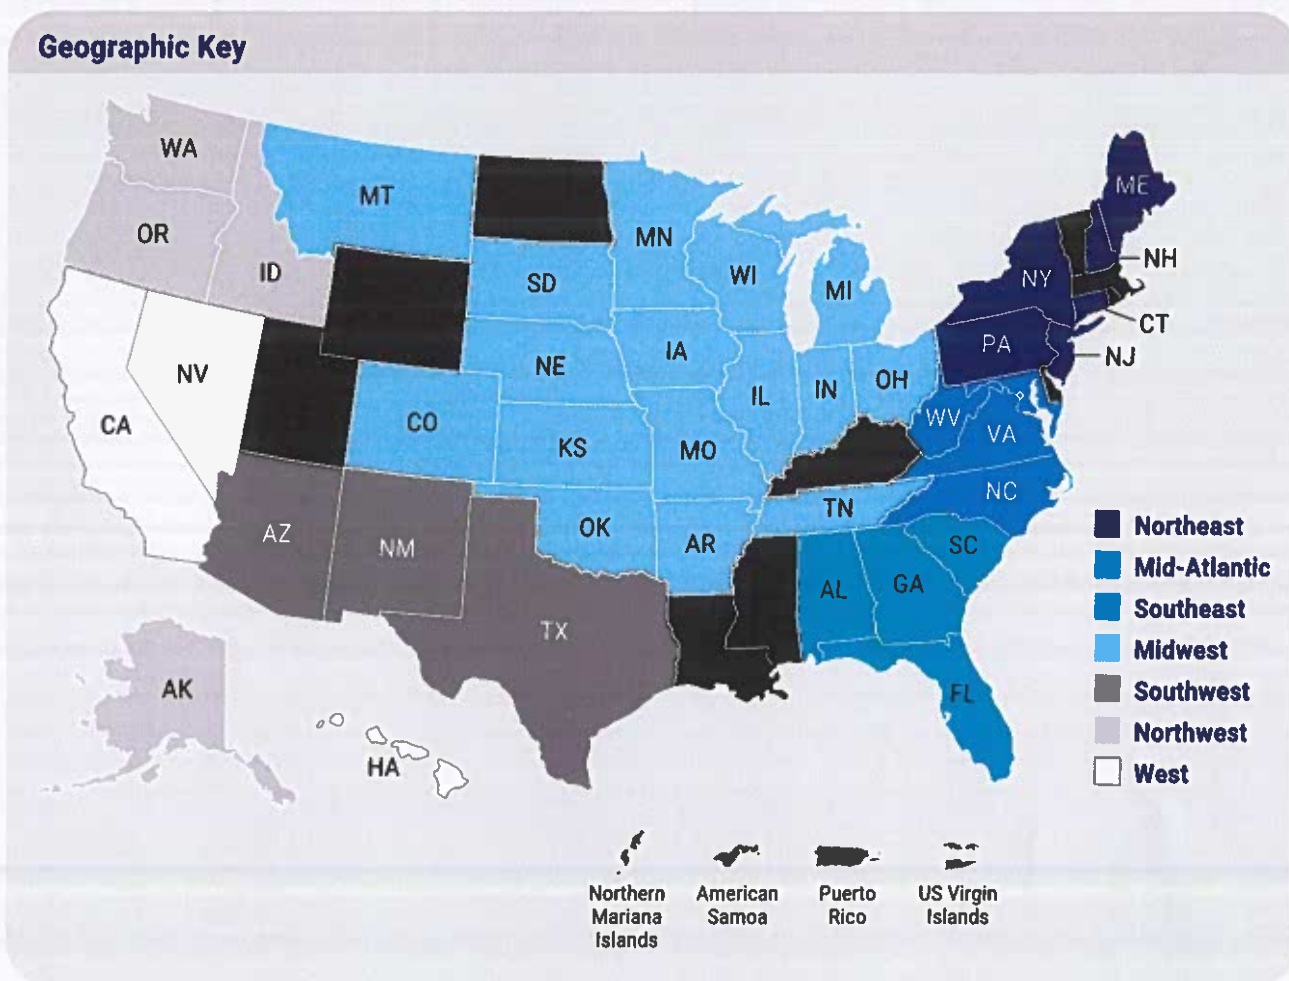 Geographic Key
WA
MT
ME
OR
MN
ID
NH
SD
WI
MI
NY
CT
IA
PA
NJ
NE
NV
OH
IL
IN
CA
CO
WV
VA
KS
MO
NC
TN
AZ
NM
OK
AR
SC
AL
GA
TX
FL
AK
HA
Northeast
Mid-Atlantic
Southeast
Midwest
Southwest
Northwest
West
Northern
Mariana
Islands
American
Samoa
Puerto
Rico
US Virgin
Islands